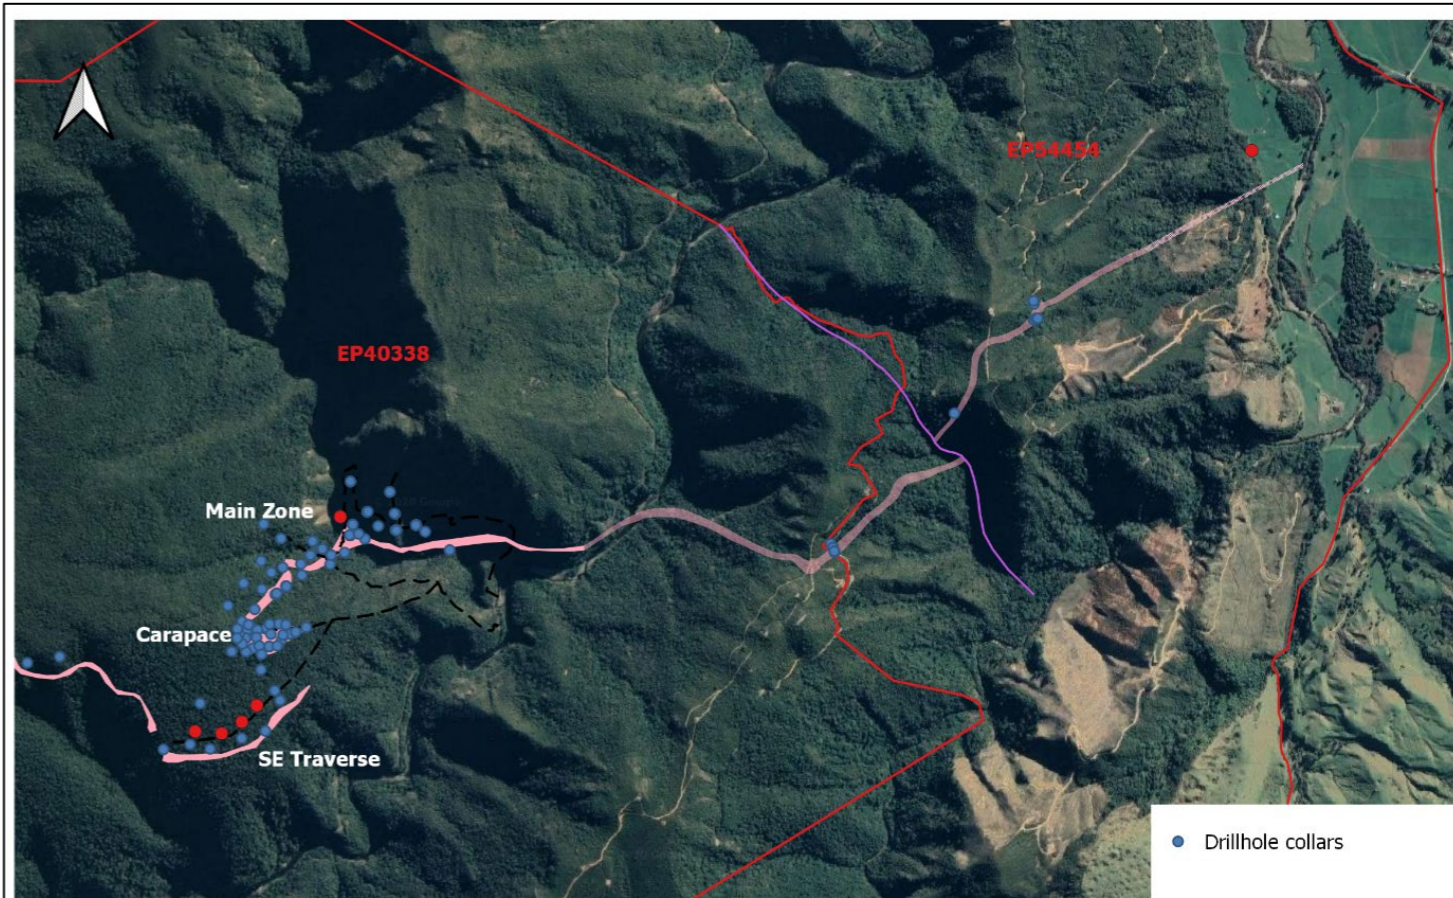 EP54454
EP40338
Main Zone
Carapace
SE Traverse
Drillhole collars